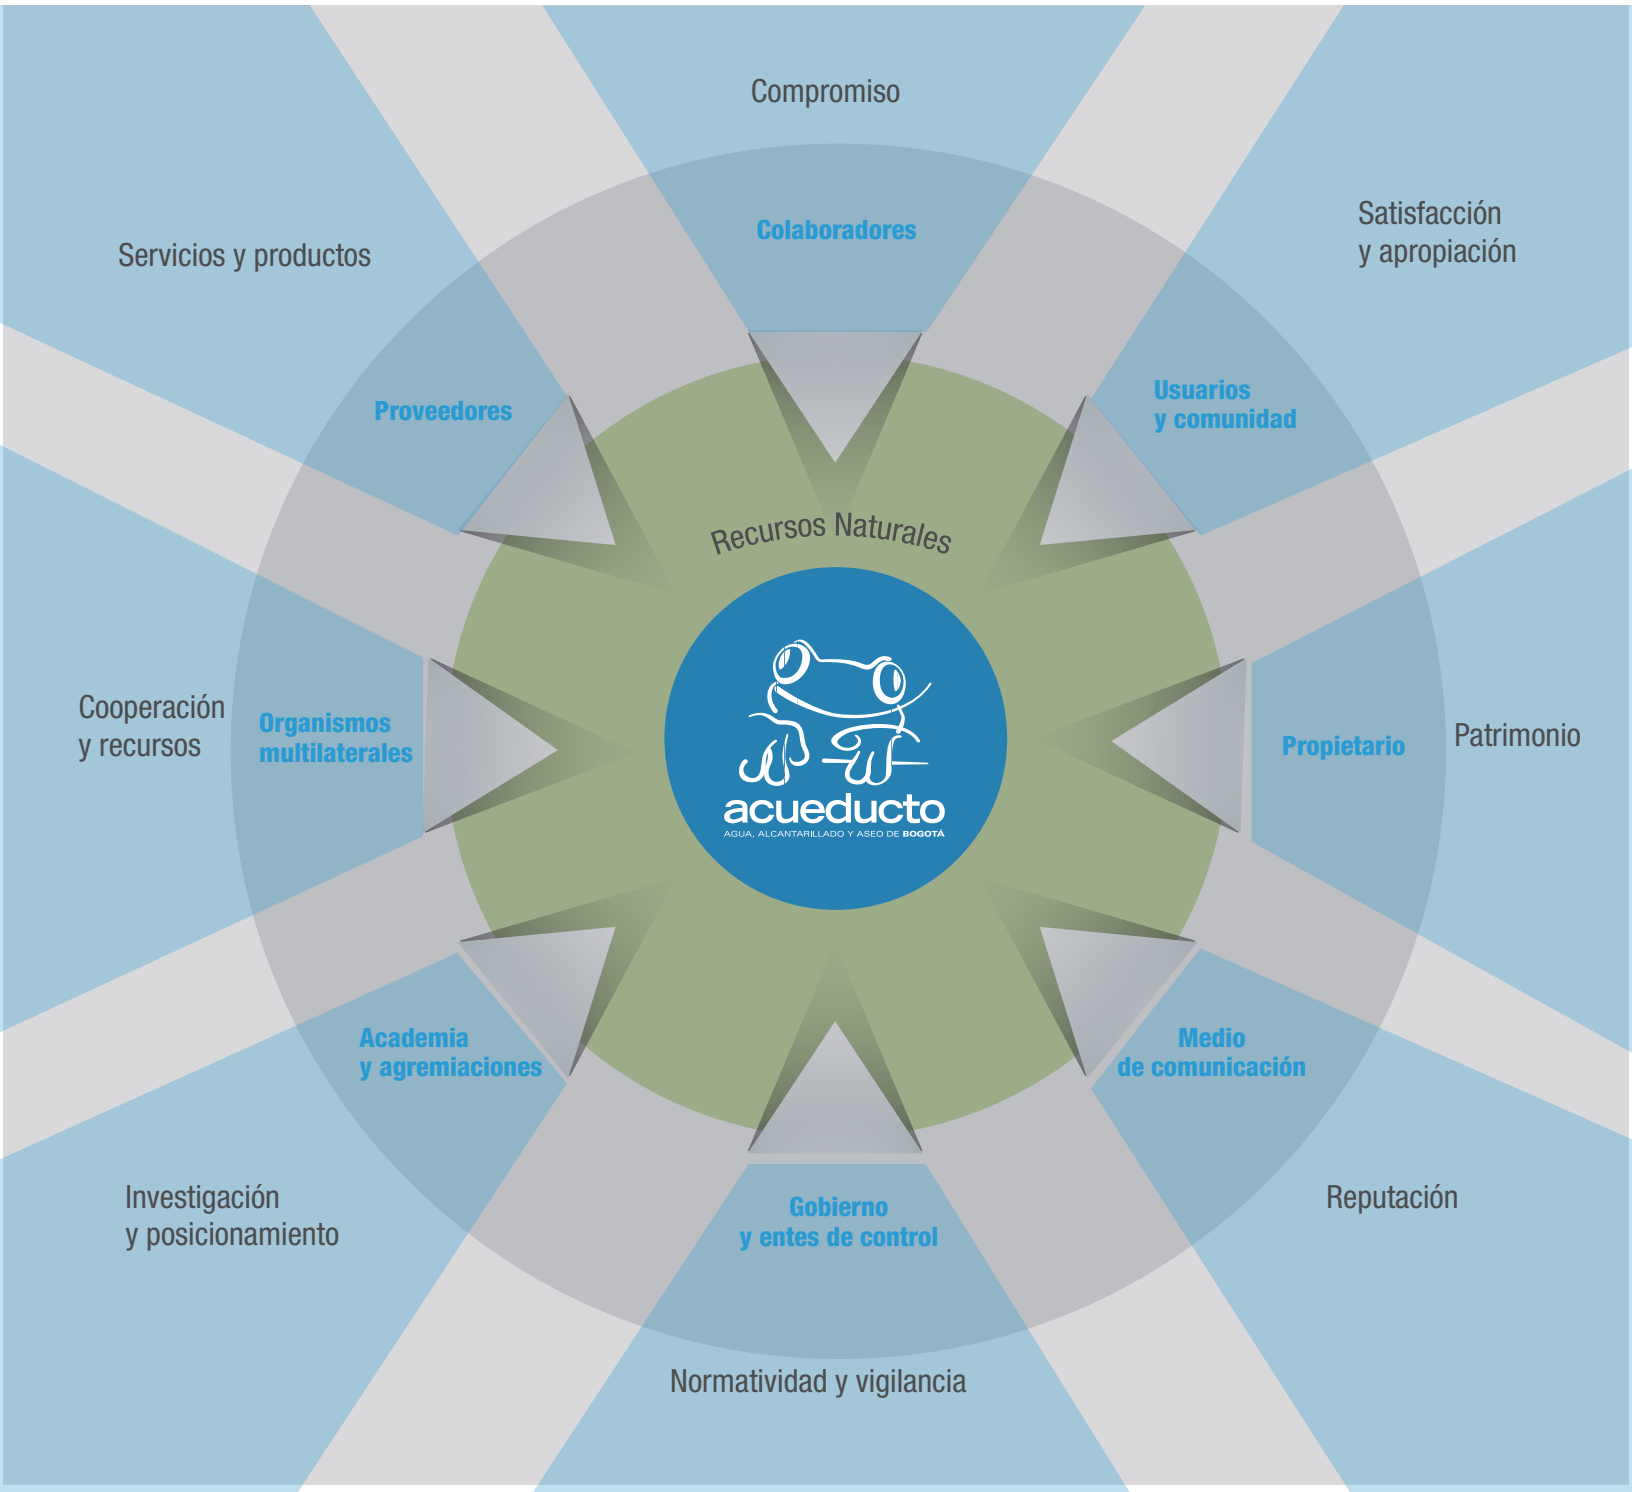 Compromiso
Colaboradores
Satisfacción
y apropiación
Usuarios
y comunidad
Servicios y productos
Proveedores
Recursos Naturales
Cooperación
y recursos
Organismos
multilaterales
acueducto
AGUA, ALCANTARILLADO Y ASEO DE BOGOTÁ
Propietario
Patrimonio
Academia
y agremiaciones
Medio
de comunicación
Investigación
y posicionamiento
Gobierno
y entes de control
Reputación
Normatividad y vigilancia